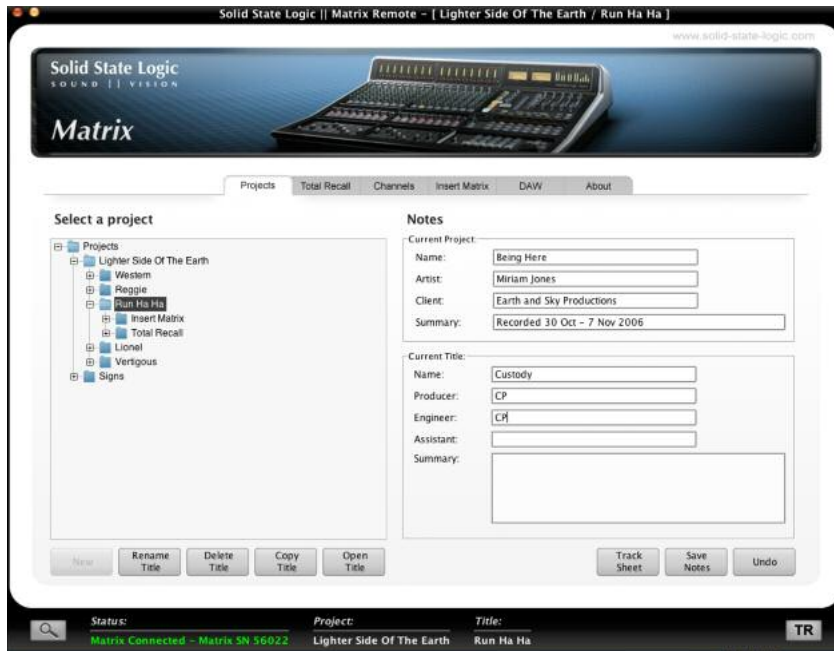 Solid State Logic || Matrix Remote – [ Lighter Side Of The Earth / Run Ha Ha ]
www.solid-state-logic.com
Solid State Logic
SOUND || VISION
Matrix
Projects Total Recall Channels Insert Matrix DAW About
Select a project
Projects
Lighter Side Of The Earth
Western
Reggie
Run Ha Ha
Insert Matrix
Total Recall
Lionel
Vertigous
Signs
New
Rename Title
Delete Title
Copy Title
Open Title
Notes
Current Project:
Name: Being Here
Artist: Miriam Jones
Client: Earth and Sky Productions
Summary: Recorded 30 Oct – 7 Nov 2006
Current Title:
Name: Custody
Producer: CP
Engineer: CP
Assistant:
Summary:
Track Sheet
Save Notes
Undo
Status: Project: Title:
Matrix Connected – Matrix SN 56022 Lighter Side Of The Earth Run Ha Ha
TR